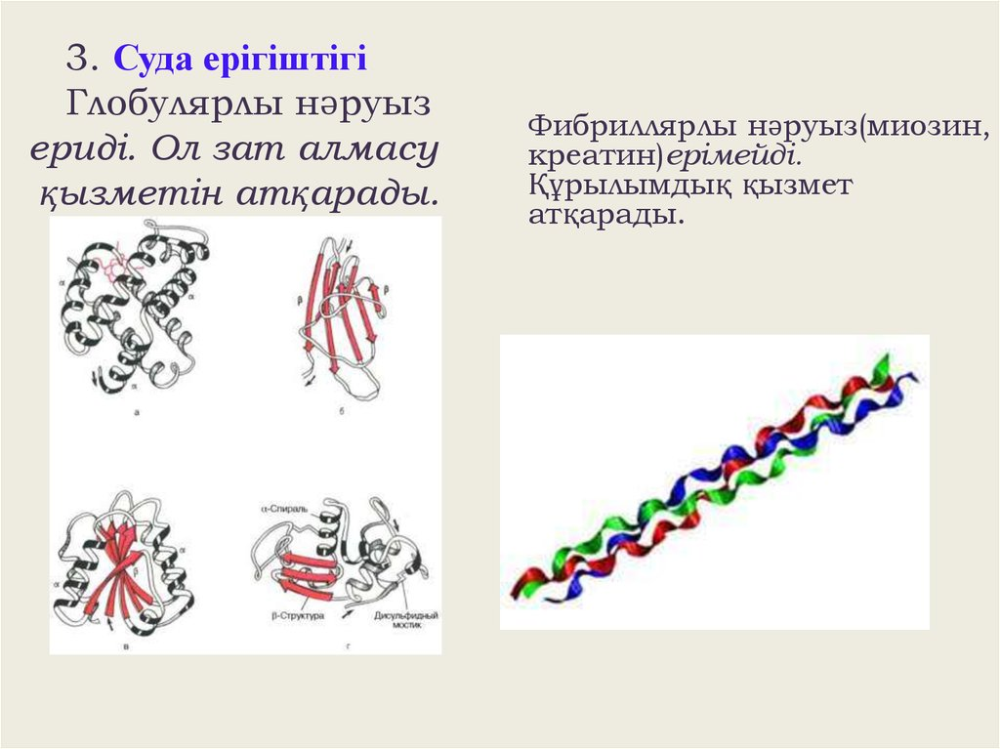 3. Суда ерігіштігі
Глобулярлы нәруыз
ериді. Ол зат алмасу
қызметін атқарады.
Фибриллярлы нәруыз(миозин,
креатин)ерімейді.
Құрылымдық қызмет
атқарады.
α
α
α
а
β
β
б
α
α
β
в
α-Спираль
β-Структура
Дисульфидный
мостик
г